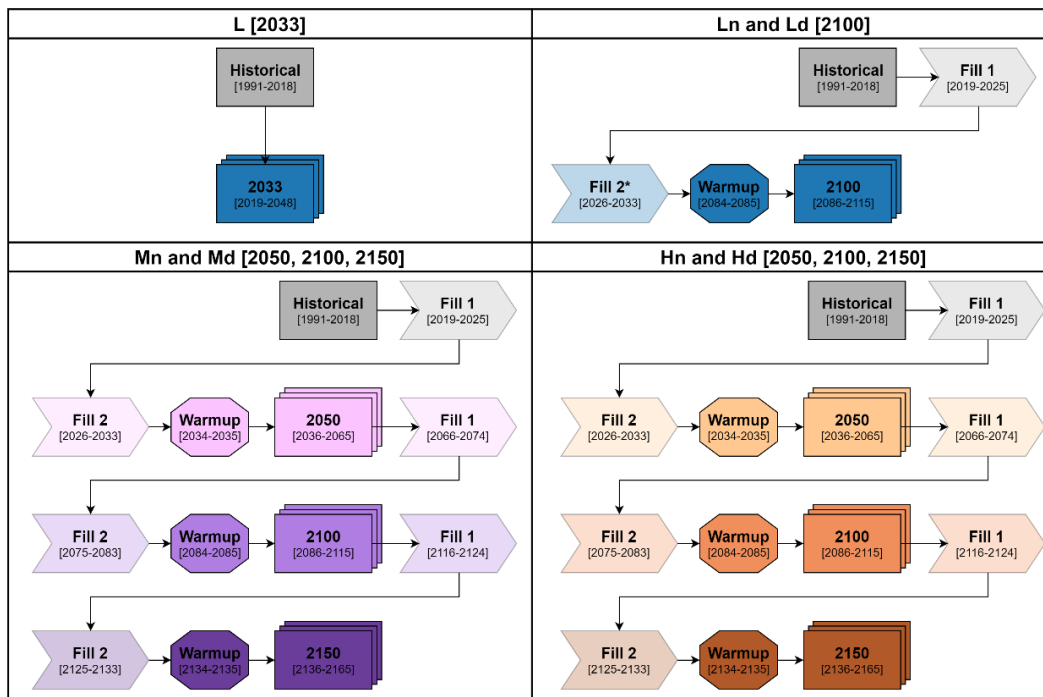 L [2033]
Historical
[1991-2018]
2033
[2019-2048]
Ln and Ld [2100]
Historical
[1991-2018]
Fill 1
[2019-2025]
Fill 2*
[2026-2033]
Warmup
[2084-2085]
2100
[2086-2115]
Mn and Md [2050, 2100, 2150]
Historical
[1991-2018]
Fill 1
[2019-2025]
Fill 2
[2026-2033]
Warmup
[2034-2035]
2050
[2036-2065]
Fill 1
[2066-2074]
Fill 2
[2075-2083]
Warmup
[2084-2085]
2100
[2086-2115]
Fill 1
[2116-2124]
Fill 2
[2125-2133]
Warmup
[2134-2135]
2150
[2136-2165]
Hn and Hd [2050, 2100, 2150]
Historical
[1991-2018]
Fill 1
[2019-2025]
Fill 2
[2026-2033]
Warmup
[2034-2035]
2050
[2036-2065]
Fill 1
[2066-2074]
Fill 2
[2075-2083]
Warmup
[2084-2085]
2100
[2086-2115]
Fill 1
[2116-2124]
Fill 2
[2125-2133]
Warmup
[2134-2135]
2150
[2136-2165]